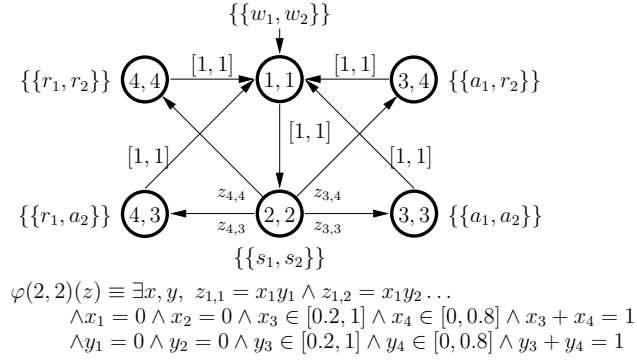 {{w₁, w₂}}
{{r₁, r₂}} 4, 4 [1, 1] 1, 1 [1, 1] 3, 4 {{a₁, r₂}}
[1, 1]
[1, 1] [1, 1]
z₄,₄ z₃,₄
{{r₁, a₂}} 4, 3 2, 2 3, 3 {{a₁, a₂}}
z₄,₃ z₃,₃
{{s₁, s₂}}
φ(2, 2)(z) ≡ ∃x, y, z₁,₁ = x₁y₁ ∧ z₁,₂ = x₁y₂ . . .
∧x₁ = 0 ∧ x₂ = 0 ∧ x₃ ∈ [0.2, 1] ∧ x₄ ∈ [0, 0.8] ∧ x₃ + x₄ = 1
∧y₁ = 0 ∧ y₂ = 0 ∧ y₃ ∈ [0.2, 1] ∧ y₄ ∈ [0, 0.8] ∧ y₃ + y₄ = 1